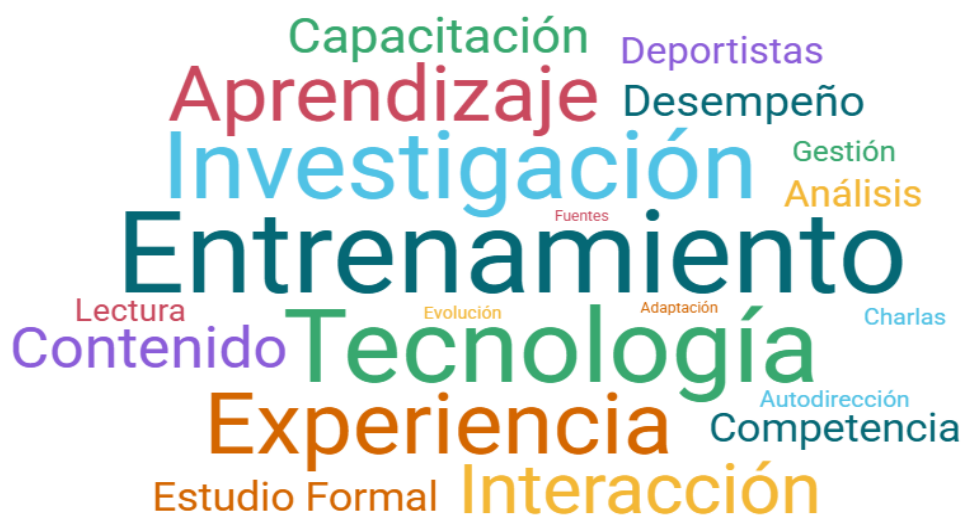 Capacitación
Deportistas
Aprendizaje
Desempeño
Investigación
Gestión
Análisis
Fuentes
Entrenamiento
Lectura
Evolución
Adaptación
Charlas
Contenido
Tecnología
Autodirección
Experiencia
Competencia
Estudio Formal
Interacción